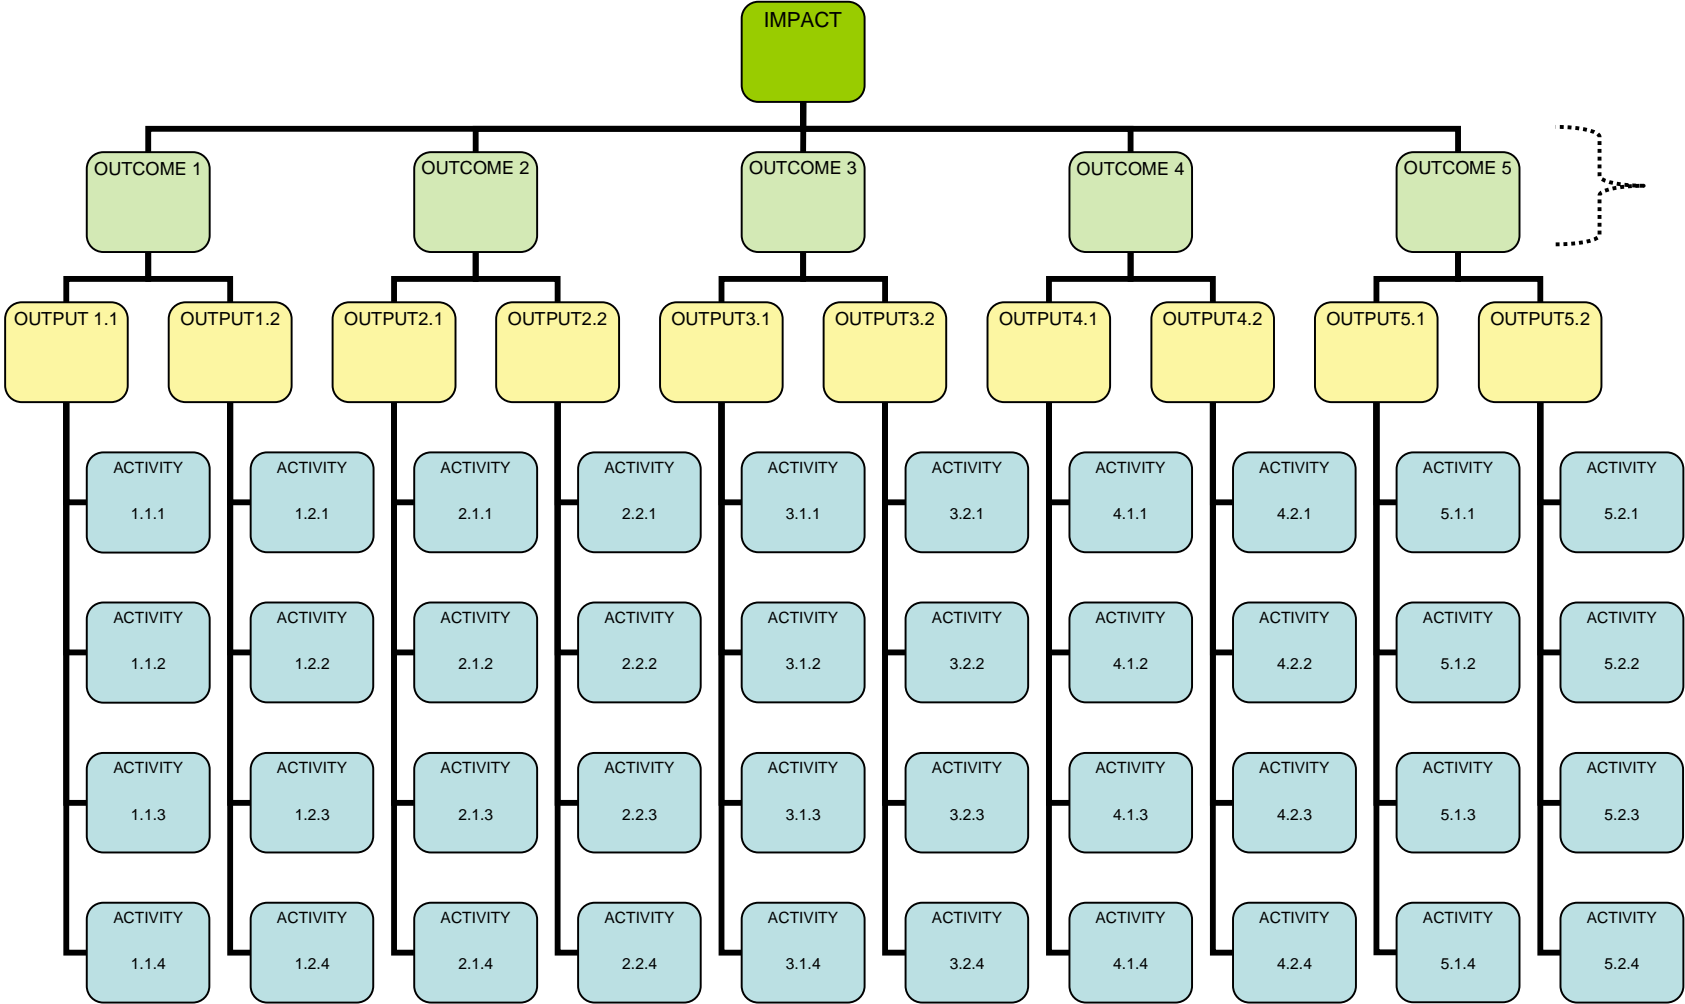 IMPACT
OUTCOME 1 OUTCOME 2 OUTCOME 3 OUTCOME 4 OUTCOME 5
OUTPUT 1.1 OUTPUT1.2 OUTPUT2.1 OUTPUT2.2 OUTPUT3.1 OUTPUT3.2 OUTPUT4.1 OUTPUT4.2 OUTPUT5.1 OUTPUT5.2
ACTIVITY ACTIVITY ACTIVITY ACTIVITY ACTIVITY ACTIVITY ACTIVITY ACTIVITY ACTIVITY ACTIVITY
1.1.1 1.2.1 2.1.1 2.2.1 3.1.1 3.2.1 4.1.1 4.2.1 5.1.1 5.2.1
ACTIVITY ACTIVITY ACTIVITY ACTIVITY ACTIVITY ACTIVITY ACTIVITY ACTIVITY ACTIVITY ACTIVITY
1.1.2 1.2.2 2.1.2 2.2.2 3.1.2 3.2.2 4.1.2 4.2.2 5.1.2 5.2.2
ACTIVITY ACTIVITY ACTIVITY ACTIVITY ACTIVITY ACTIVITY ACTIVITY ACTIVITY ACTIVITY ACTIVITY
1.1.3 1.2.3 2.1.3 2.2.3 3.1.3 3.2.3 4.1.3 4.2.3 5.1.3 5.2.3
ACTIVITY ACTIVITY ACTIVITY ACTIVITY ACTIVITY ACTIVITY ACTIVITY ACTIVITY ACTIVITY ACTIVITY
1.1.4 1.2.4 2.1.4 2.2.4 3.1.4 3.2.4 4.1.4 4.2.4 5.1.4 5.2.4